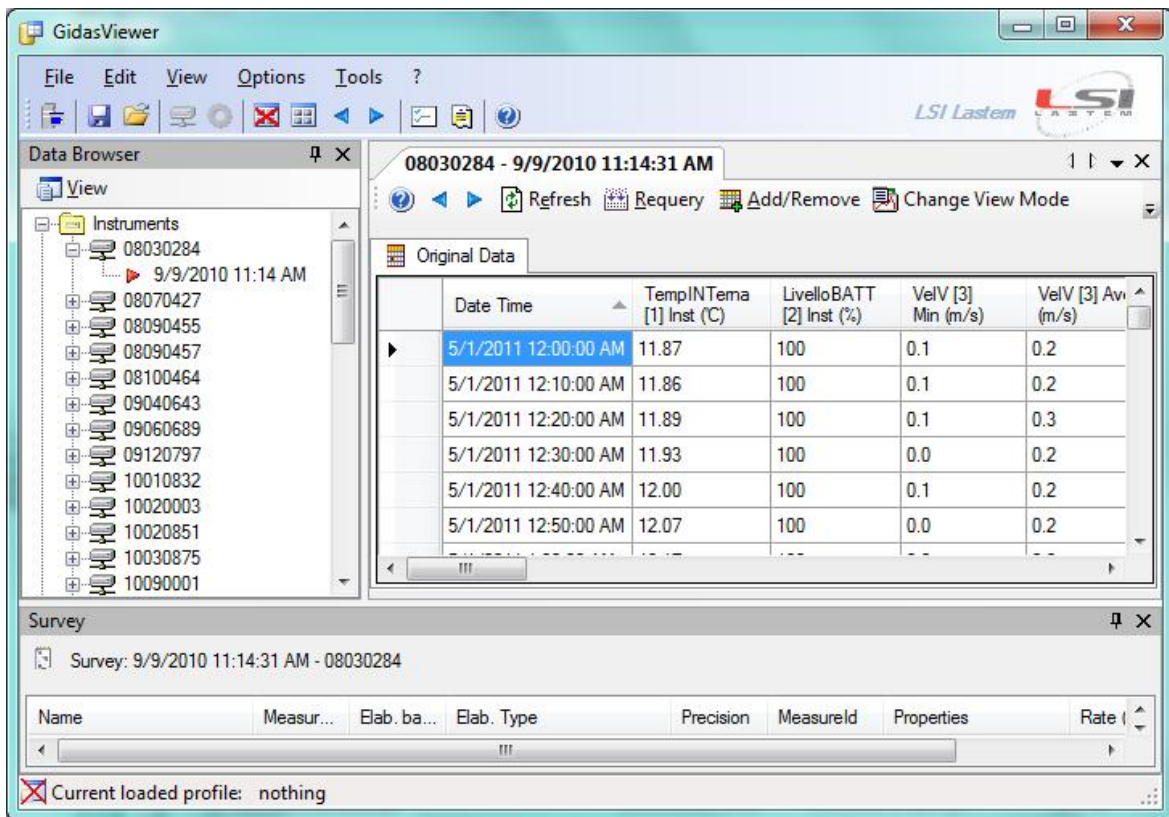 GidasViewer
File Edit View Options Tools ?
LSI Lastem
LSI
LASTEM
Data Browser
View
Instruments
08030284
9/9/2010 11:14 AM
08070427
08090455
08090457
08100464
09040643
09060689
09120797
10010832
10020003
10020851
10030875
10090001
08030284 - 9/9/2010 11:14:31 AM
Refresh Requery Add/Remove Change View Mode
Original Data
Date Time TempINTerna [1] Inst (°C) LivelloBATT [2] Inst (%) VelV [3] Min (m/s) VelV [3] Av (m/s)
5/1/2011 12:00:00 AM 11.87 100 0.1 0.2
5/1/2011 12:10:00 AM 11.86 100 0.1 0.2
5/1/2011 12:20:00 AM 11.89 100 0.1 0.3
5/1/2011 12:30:00 AM 11.93 100 0.0 0.2
5/1/2011 12:40:00 AM 12.00 100 0.1 0.2
5/1/2011 12:50:00 AM 12.07 100 0.0 0.2
Survey
Survey: 9/9/2010 11:14:31 AM - 08030284
Name Measur... Elab. ba... Elab. Type Precision MeasureId Properties Rate (
Current loaded profile: nothing